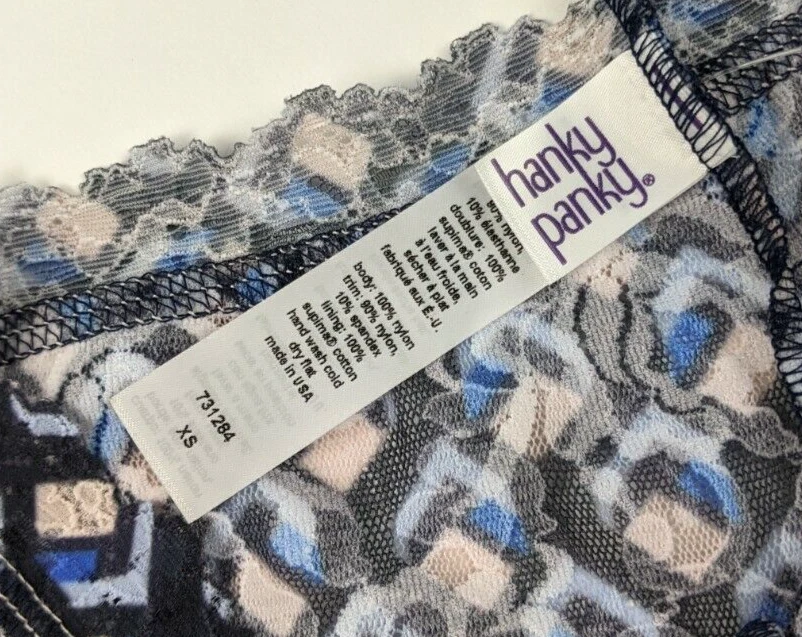 hanky
panky®
90% nylon,
10% élasthanne
doublure: 100%
supima® coton
laver à la main
à l'eau froide,
sécher à plat
fabriqué aux É.-U.
body: 100% nylon
trim: 90% nylon,
10% spandex
lining: 100%
supima® cotton
hand wash cold
dry flat
made in USA
731284
XS